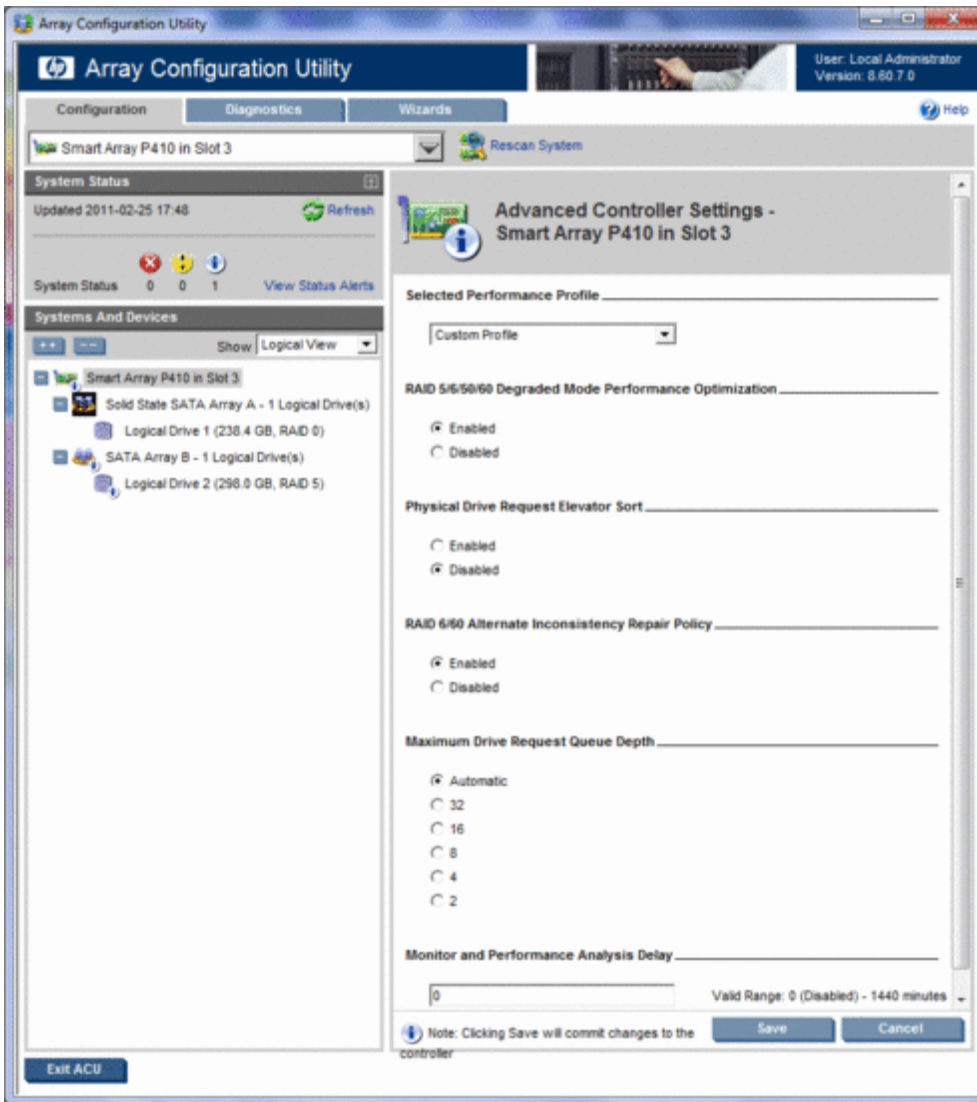 Array Configuration Utility
hp Array Configuration Utility
User: Local Administrator
Version: 8.60.7.0
Configuration Diagnostics Wizards Help
Smart Array P410 in Slot 3 Rescan System
System Status
Updated 2011-02-25 17:48 Refresh
System Status 0 0 1 View Status Alerts
Systems And Devices
++ -- Show Logical View
Smart Array P410 in Slot 3
Solid State SATA Array A - 1 Logical Drive(s)
Logical Drive 1 (238.4 GB, RAID 0)
SATA Array B - 1 Logical Drive(s)
Logical Drive 2 (298.0 GB, RAID 5)
Advanced Controller Settings -
Smart Array P410 in Slot 3
Selected Performance Profile
Custom Profile
RAID 5/6/50/60 Degraded Mode Performance Optimization
Enabled
Disabled
Physical Drive Request Elevator Sort
Enabled
Disabled
RAID 6/60 Alternate Inconsistency Repair Policy
Enabled
Disabled
Maximum Drive Request Queue Depth
Automatic
32
16
8
4
2
Monitor and Performance Analysis Delay
0 Valid Range: 0 (Disabled) - 1440 minutes
Note: Clicking Save will commit changes to the
controller
Save Cancel
Exit ACU